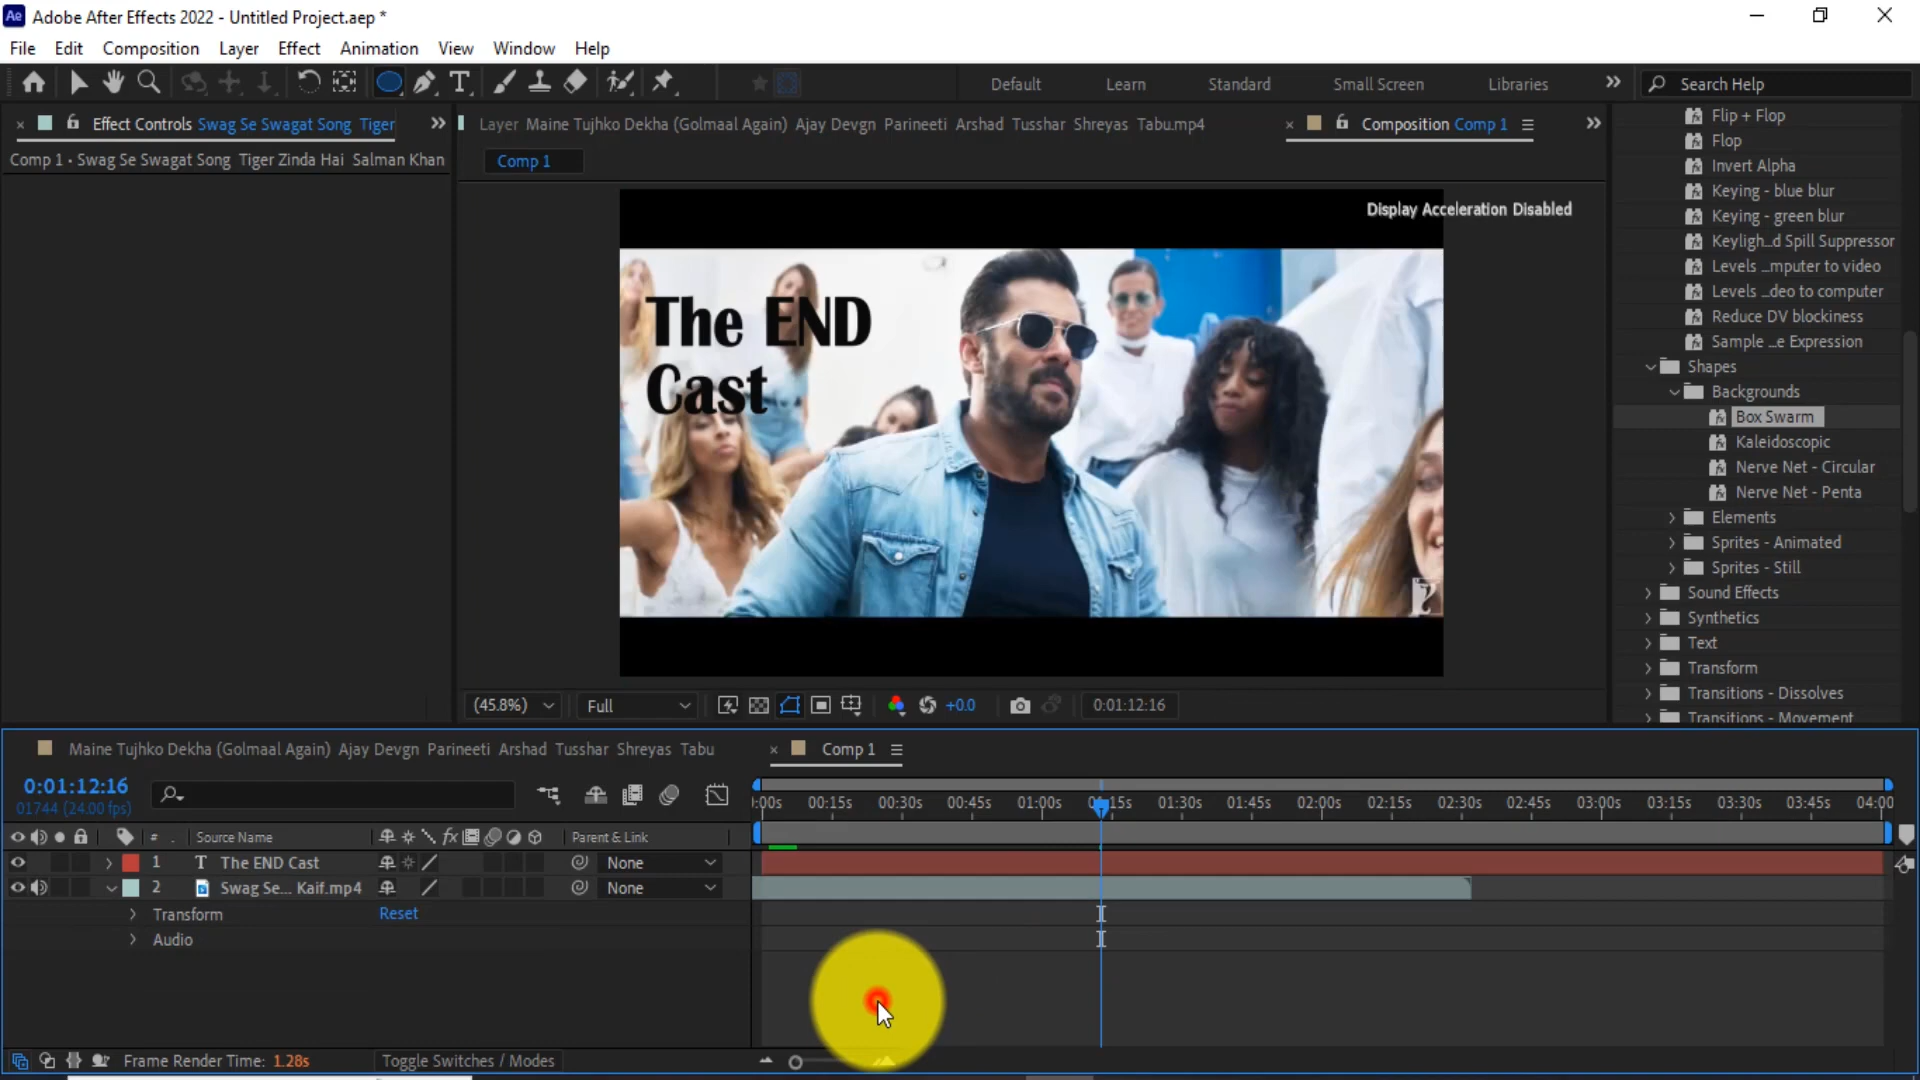 Ae Adobe After Effects 2022 - Untitled Project.aep *
File Edit Composition Layer Effect Animation View Window Help
Default Learn Standard Small Screen Libraries Search Help
Effect Controls Swag Se Swagat Song Tiger
Layer Maine Tujhko Dekha (Golmaal Again) Ajay Devgn Parineeti Arshad Tusshar Shreyas Tabu.mp4
Composition Comp 1
Comp 1 • Swag Se Swagat Song Tiger Zinda Hai Salman Khan
Comp 1
Display Acceleration Disabled
The END
Cast
Flip + Flop
Flop
Invert Alpha
Keying - blue blur
Keying - green blur
Keyligh...d Spill Suppressor
Levels ...mputer to video
Levels ...deo to computer
Reduce DV blockiness
Sample ...e Expression
Shapes
Backgrounds
Box Swarm
Kaleidoscopic
Nerve Net - Circular
Nerve Net - Penta
Elements
Sprites - Animated
Sprites - Still
Sound Effects
Synthetics
Text
Transform
Transitions - Dissolves
Transitions - Movement
(45.8%) Full +0.0 0:01:12:16
Maine Tujhko Dekha (Golmaal Again) Ajay Devgn Parineeti Arshad Tusshar Shreyas Tabu
Comp 1
0:01:12:16
01744 (24.00 fps)
:00s 00:15s 00:30s 00:45s 01:00s 01:15s 01:30s 01:45s 02:00s 02:15s 02:30s 02:45s 03:00s 03:15s 03:30s 03:45s 04:00
# Source Name fx Parent & Link
1 T The END Cast None
2 Swag Se... Kaif.mp4 None
Transform Reset
Audio
Frame Render Time: 1.28s Toggle Switches / Modes